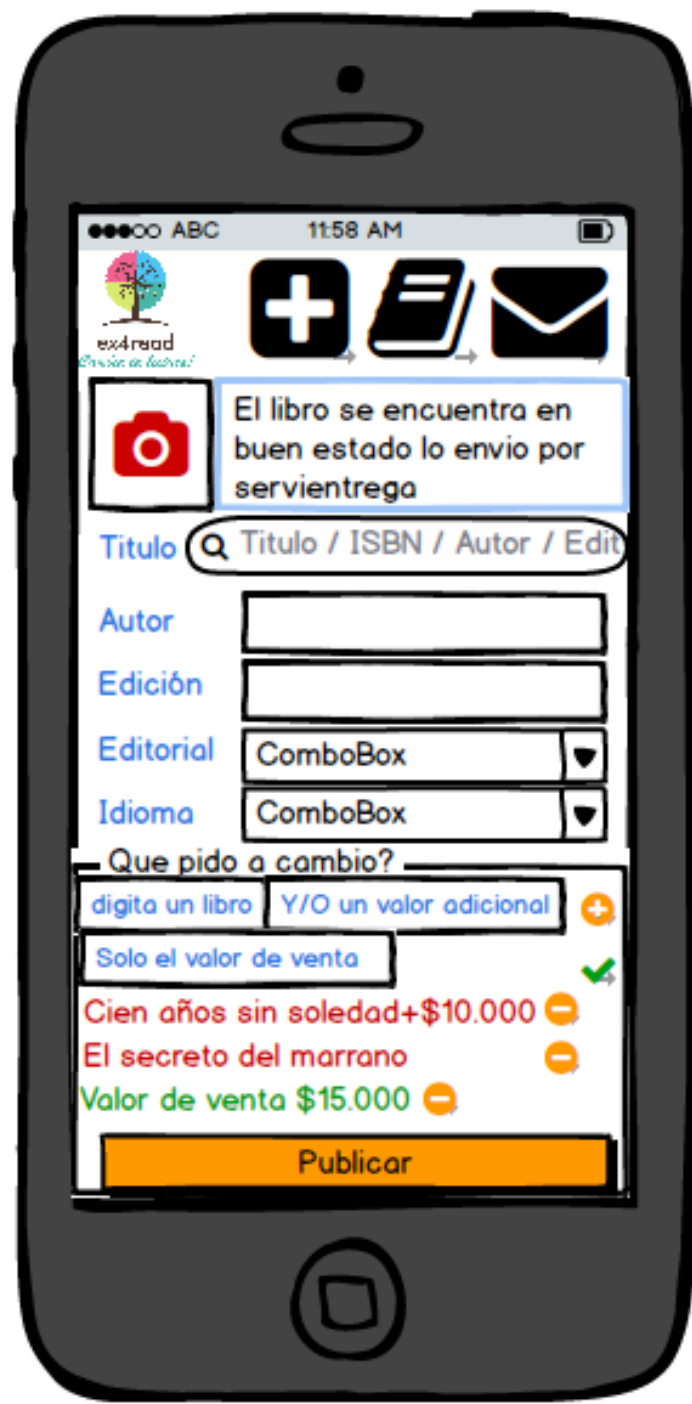 ABC 11:58 AM
ex4read
El libro se encuentra en
buen estado lo envio por
servientrega
Titulo Titulo / ISBN / Autor / Edit
Autor
Edición
Editorial ComboBox
Idioma ComboBox
Que pido a cambio?
digita un libro Y/O un valor adicional
Solo el valor de venta
Cien años sin soledad+$10.000
El secreto del marrano
Valor de venta $15.000
Publicar